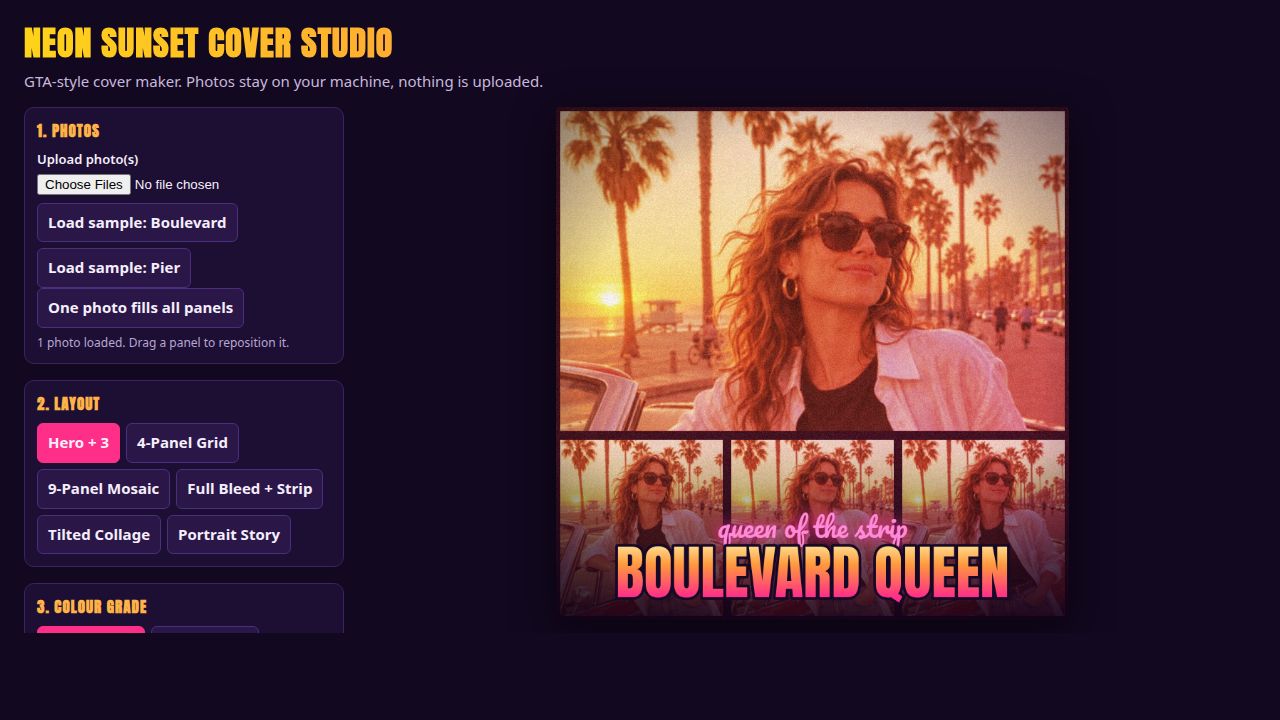 NEON SUNSET COVER STUDIO
GTA-style cover maker. Photos stay on your machine, nothing is uploaded.
1. PHOTOS
Upload photo(s)
Choose Files No file chosen
Load sample: Boulevard
Load sample: Pier
One photo fills all panels
1 photo loaded. Drag a panel to reposition it.
2. LAYOUT
Hero + 3 4-Panel Grid
9-Panel Mosaic Full Bleed + Strip
Tilted Collage Portrait Story
3. COLOUR GRADE
queen of the strip
BOULEVARD QUEEN